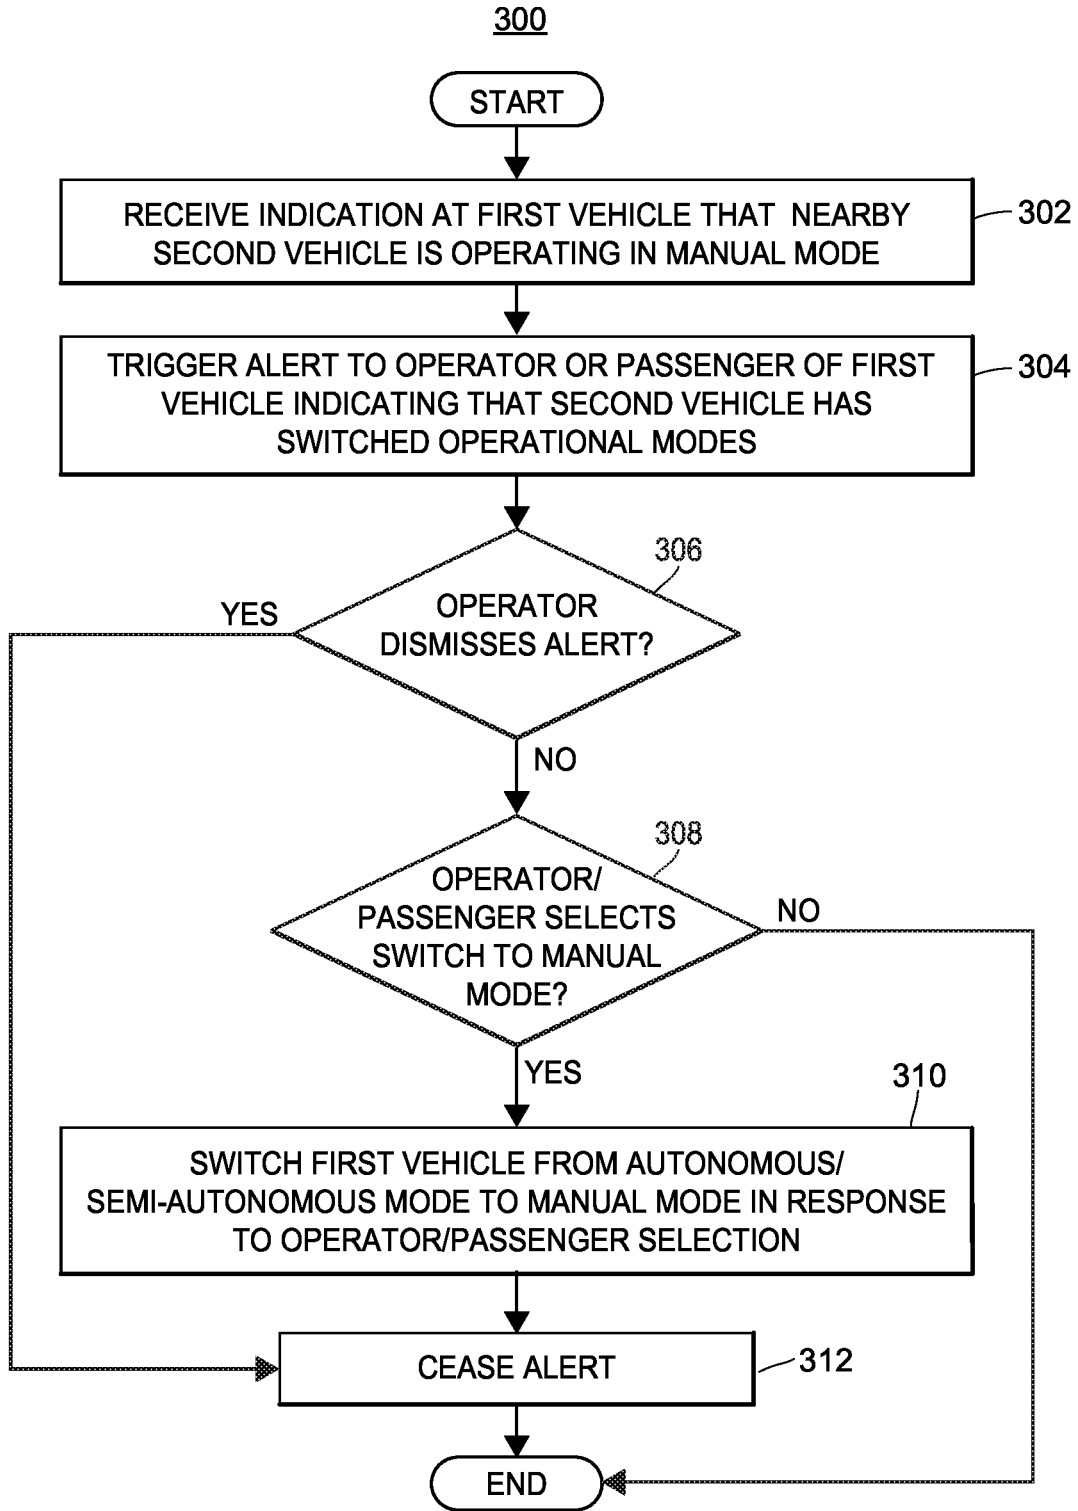 300
START
RECEIVE INDICATION AT FIRST VEHICLE THAT NEARBY
SECOND VEHICLE IS OPERATING IN MANUAL MODE
302
TRIGGER ALERT TO OPERATOR OR PASSENGER OF FIRST
VEHICLE INDICATING THAT SECOND VEHICLE HAS
SWITCHED OPERATIONAL MODES
304
306
OPERATOR
DISMISSES ALERT?
YES
NO
308
OPERATOR/
PASSENGER SELECTS
SWITCH TO MANUAL
MODE?
NO
YES
310
SWITCH FIRST VEHICLE FROM AUTONOMOUS/
SEMI-AUTONOMOUS MODE TO MANUAL MODE IN RESPONSE
TO OPERATOR/PASSENGER SELECTION
CEASE ALERT
312
END